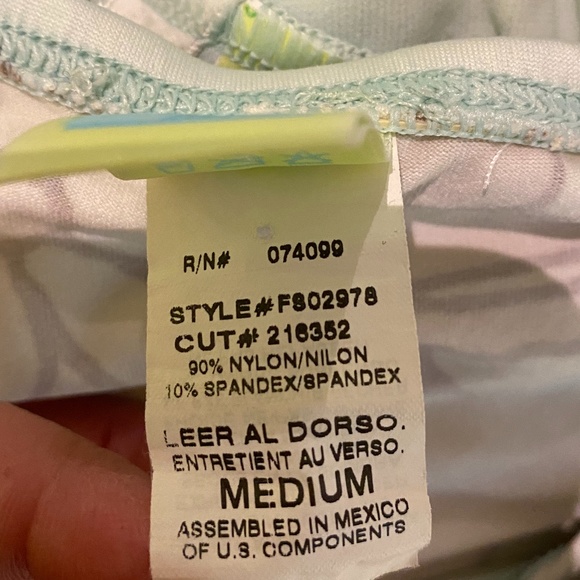 R/N# 074099
STYLE#FS02978
CUT# 216352
90% NYLON/NILON
10% SPANDEX/SPANDEX
LEER AL DORSO.
ENTRETIENT AU VERSO.
MEDIUM
ASSEMBLED IN MEXICO
OF U.S. COMPONENTS